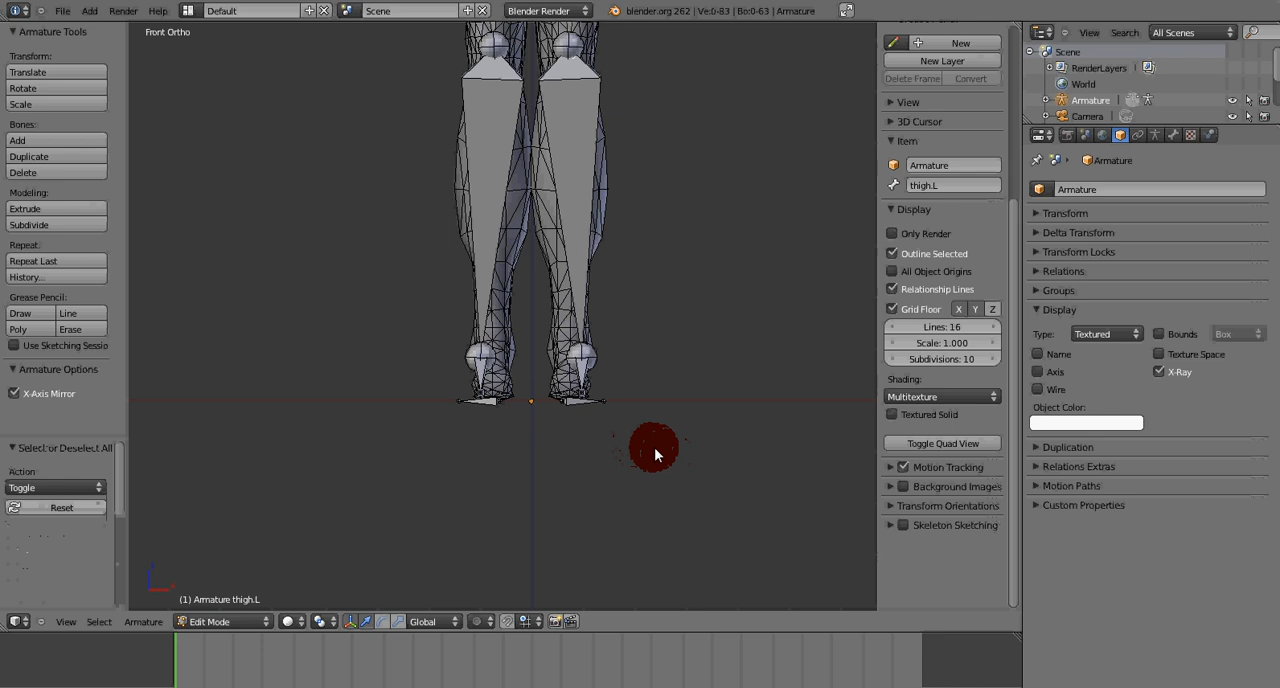 File Add Render Help Default Scene Blender Render blender.org 262 | Ve:0-83 | Bo:0-63 | Armature
Armature Tools
Transform:
Translate
Rotate
Scale
Bones:
Add
Duplicate
Delete
Modeling:
Extrude
Subdivide
Repeat:
Repeat Last
History...
Grease Pencil:
Draw Line
Poly Erase
Use Sketching Sessio
Armature Options
X-Axis Mirror
Select or Deselect All
Action
Toggle
Reset
Front Ortho
(1) Armature thigh.L
View Select Armature Edit Mode Global
New
New Layer
Delete Frame Convert
View
3D Cursor
Item
Armature
thigh.L
Display
Only Render
Outline Selected
All Object Origins
Relationship Lines
Grid Floor X Y Z
Lines: 16
Scale: 1.000
Subdivisions: 10
Shading:
Multitexture
Textured Solid
Toggle Quad View
Motion Tracking
Background Images
Transform Orientations
Skeleton Sketching
View Search All Scenes
Scene
RenderLayers |
World
Armature |
Camera |
Armature
Armature
Transform
Delta Transform
Transform Locks
Relations
Groups
Display
Type: Textured Bounds Box
Name Texture Space
Axis X-Ray
Wire
Object Color:
Duplication
Relations Extras
Motion Paths
Custom Properties